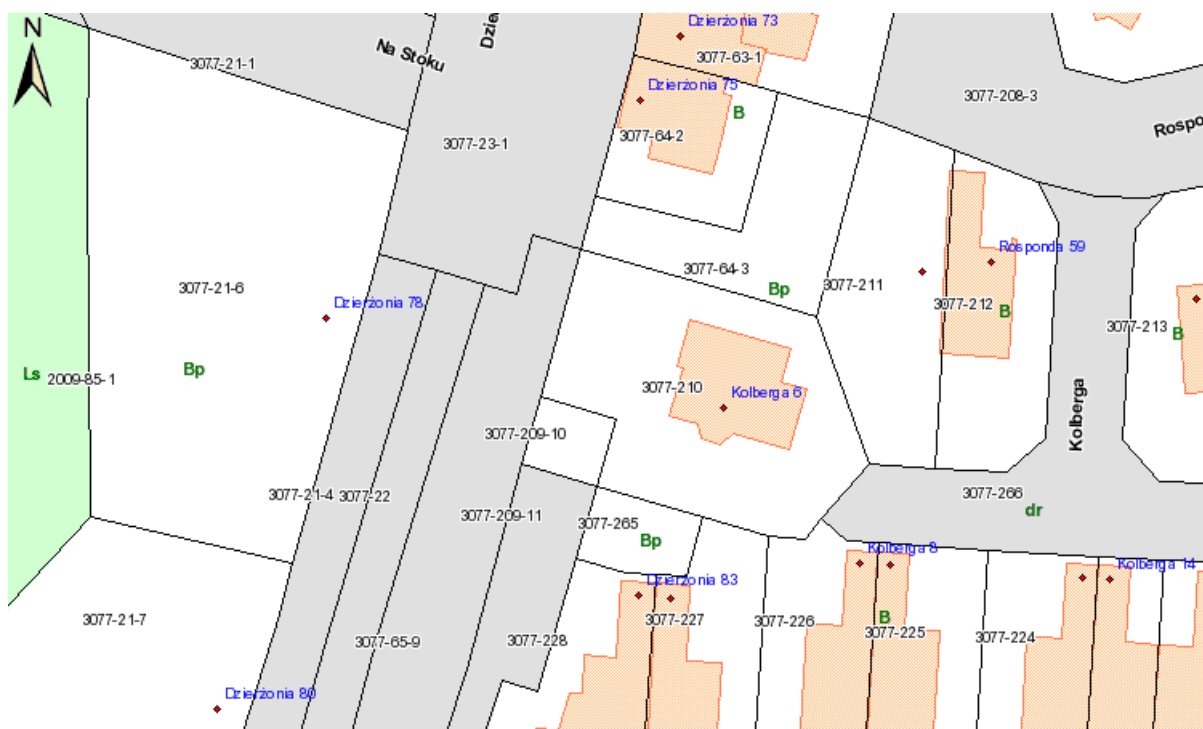 N
Dzierżonia 73
Na Stoku
3077-21-1
3077-63-1
Dzierżonia 75
3077-208-3
B
3077-64-2
3077-23-1
Rosponda 59
3077-64-3
3077-211
3077-21-6
Bp
Dzierżonia 78
3077-212
B
3077-213
B
Ls
2009-85-1
Bp
3077-210
Kolberga 6
Kolberga
3077-209-10
3077-21-4
3077-22
3077-266
dr
3077-209-11
3077-265
Bp
Kolberga 8
Kolberga 14
Dzierżonia 83
3077-21-7
3077-227
3077-226
B
3077-225
3077-224
3077-65-9
3077-228
Dzierżonia 80